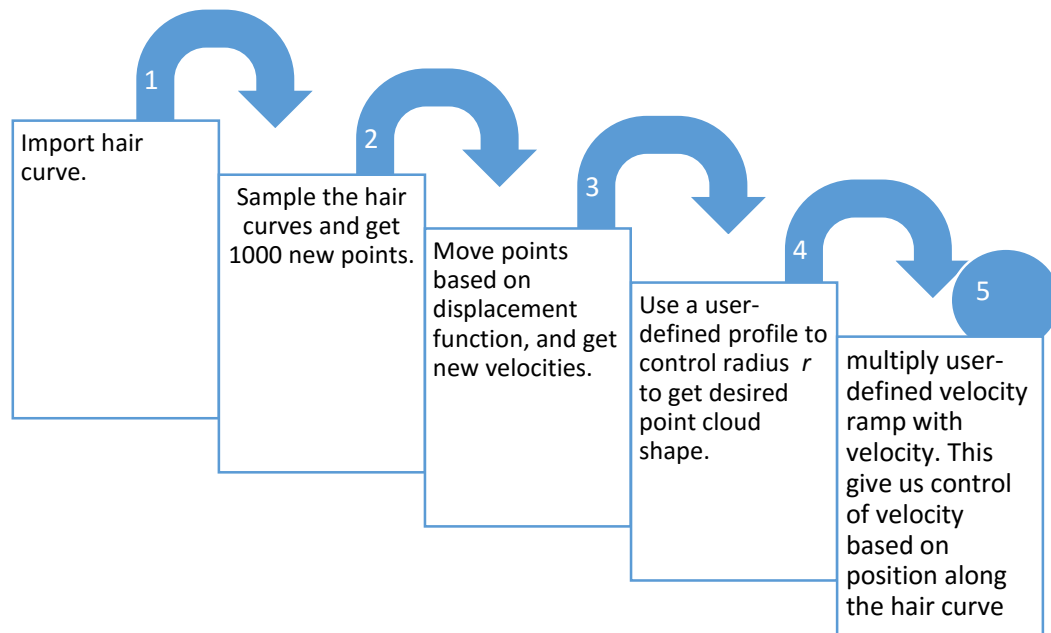 1
Import hair
curve.
2
Sample the hair
curves and get
1000 new points.
3
Move points
based on
displacement
function, and get
new velocities.
4
Use a user-
defined profile to
control radius r
to get desired
point cloud
shape.
5
multiply user-
defined velocity
ramp with
velocity. This
give us control
of velocity
based on
position along
the hair curve